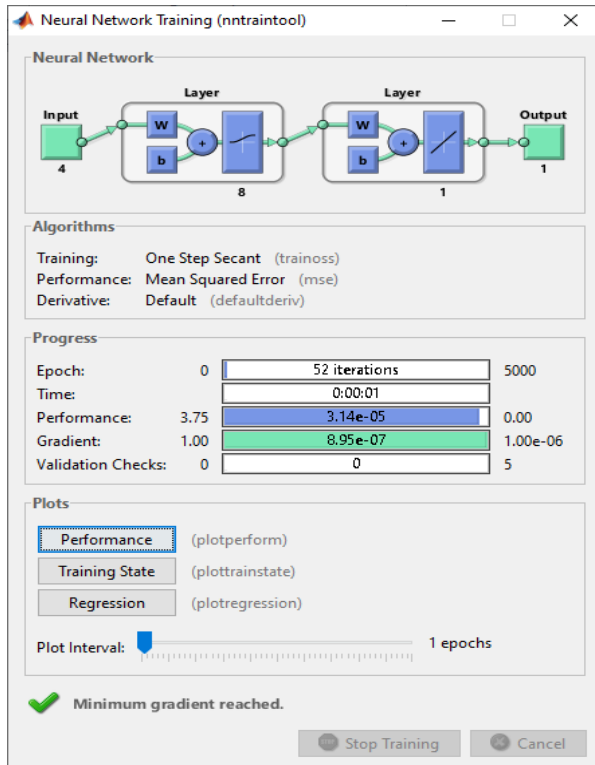 Neural Network Training (nntraintool)
Neural Network
Layer Layer
Input Output
W W
+ +
b b
4 8 1 1
Algorithms
Training: One Step Secant (trainoss)
Performance: Mean Squared Error (mse)
Derivative: Default (defaultderiv)
Progress
Epoch: 0 52 iterations 5000
Time: 0:00:01
Performance: 3.75 3.14e-05 0.00
Gradient: 1.00 8.95e-07 1.00e-06
Validation Checks: 0 0 5
Plots
Performance (plotperform)
Training State (plottrainstate)
Regression (plotregression)
Plot Interval: 1 epochs
Minimum gradient reached.
Stop Training Cancel